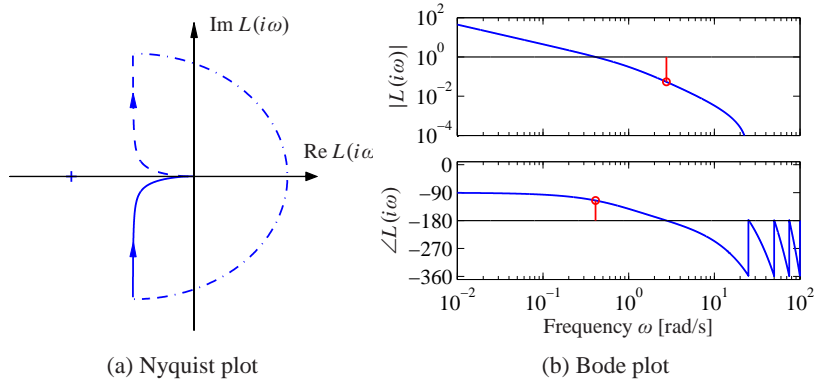 Im L(iω)
Re L(iω
(a) Nyquist plot
|L(iω)|
10^2
10^0
10^−2
10^−4
∠L(iω)
0
−90
−180
−270
−360
10^−2
10^−1
10^0
10^1
10^2
Frequency ω [rad/s]
(b) Bode plot